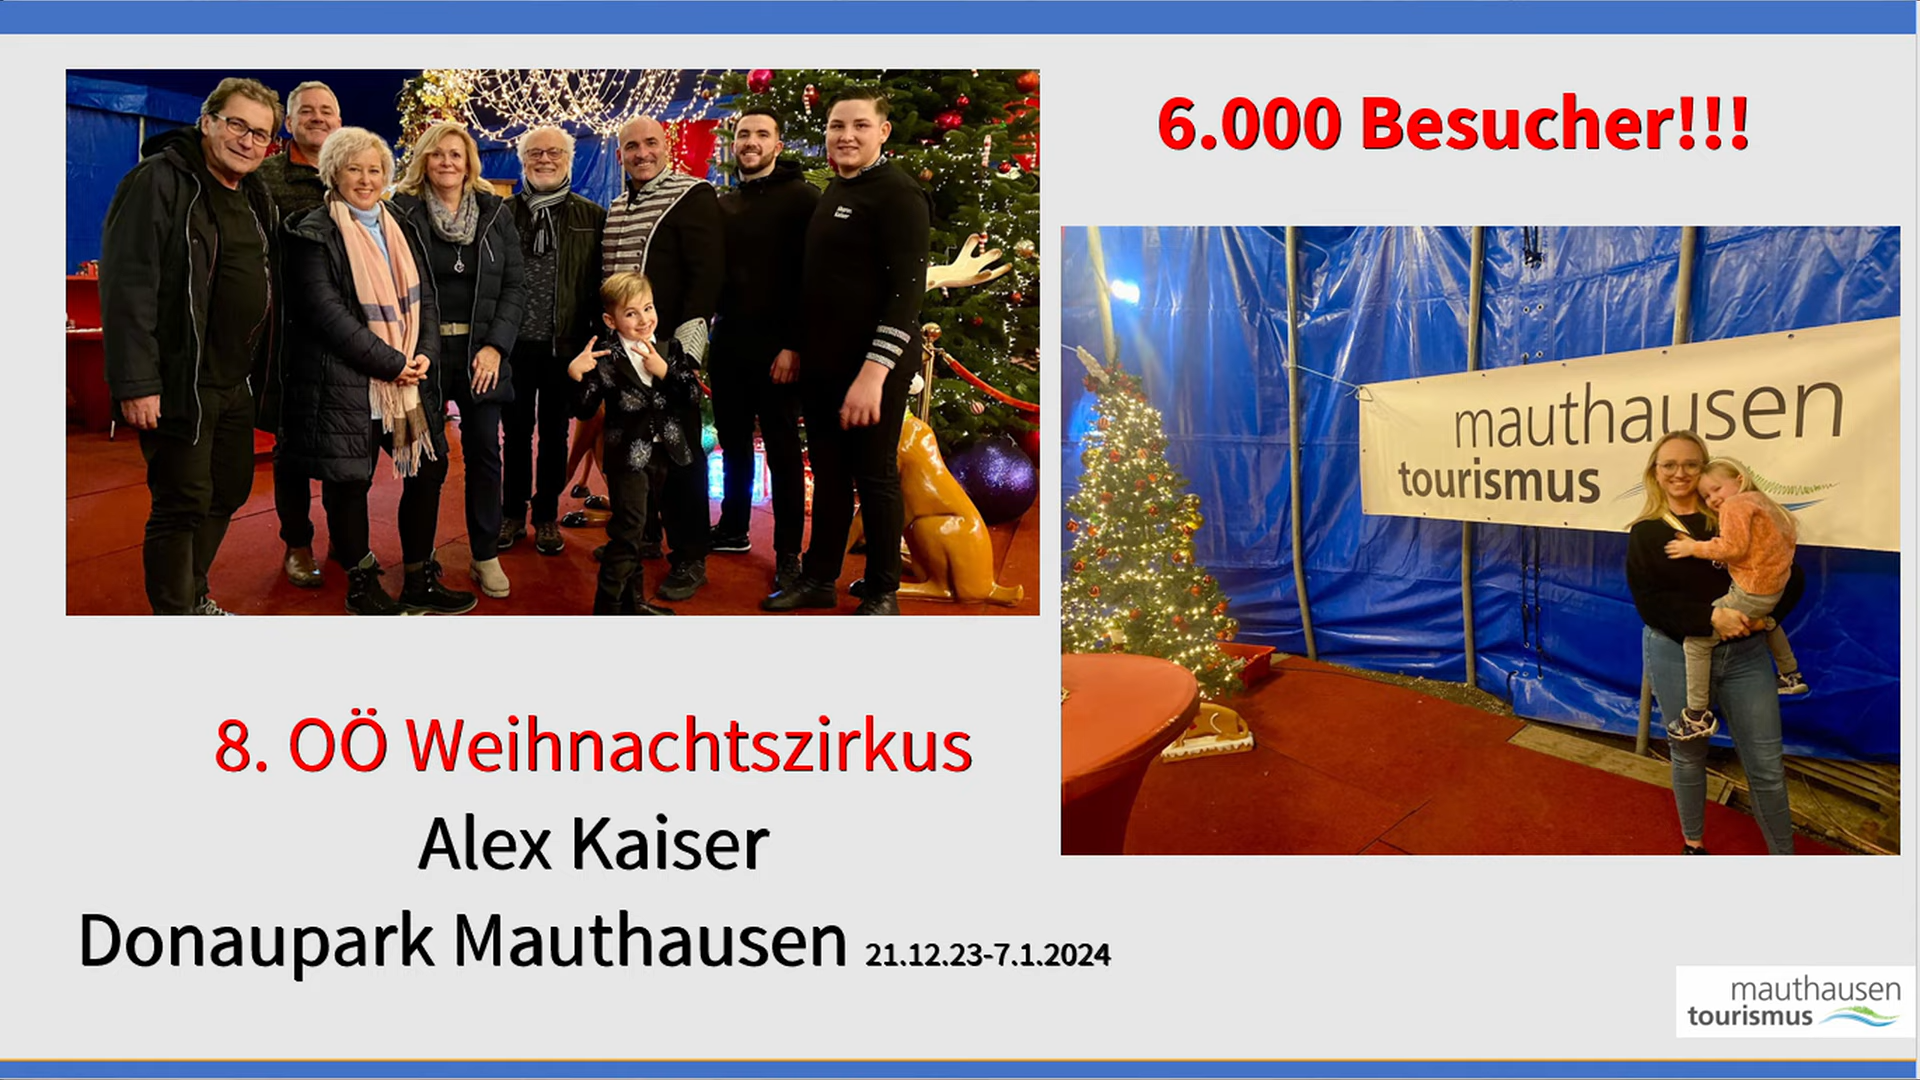 6.000 Besucher!!!
mauthausen
tourismus
8. OÖ Weihnachtszirkus
Alex Kaiser
Donaupark Mauthausen 21.12.23-7.1.2024
mauthausen
tourismus